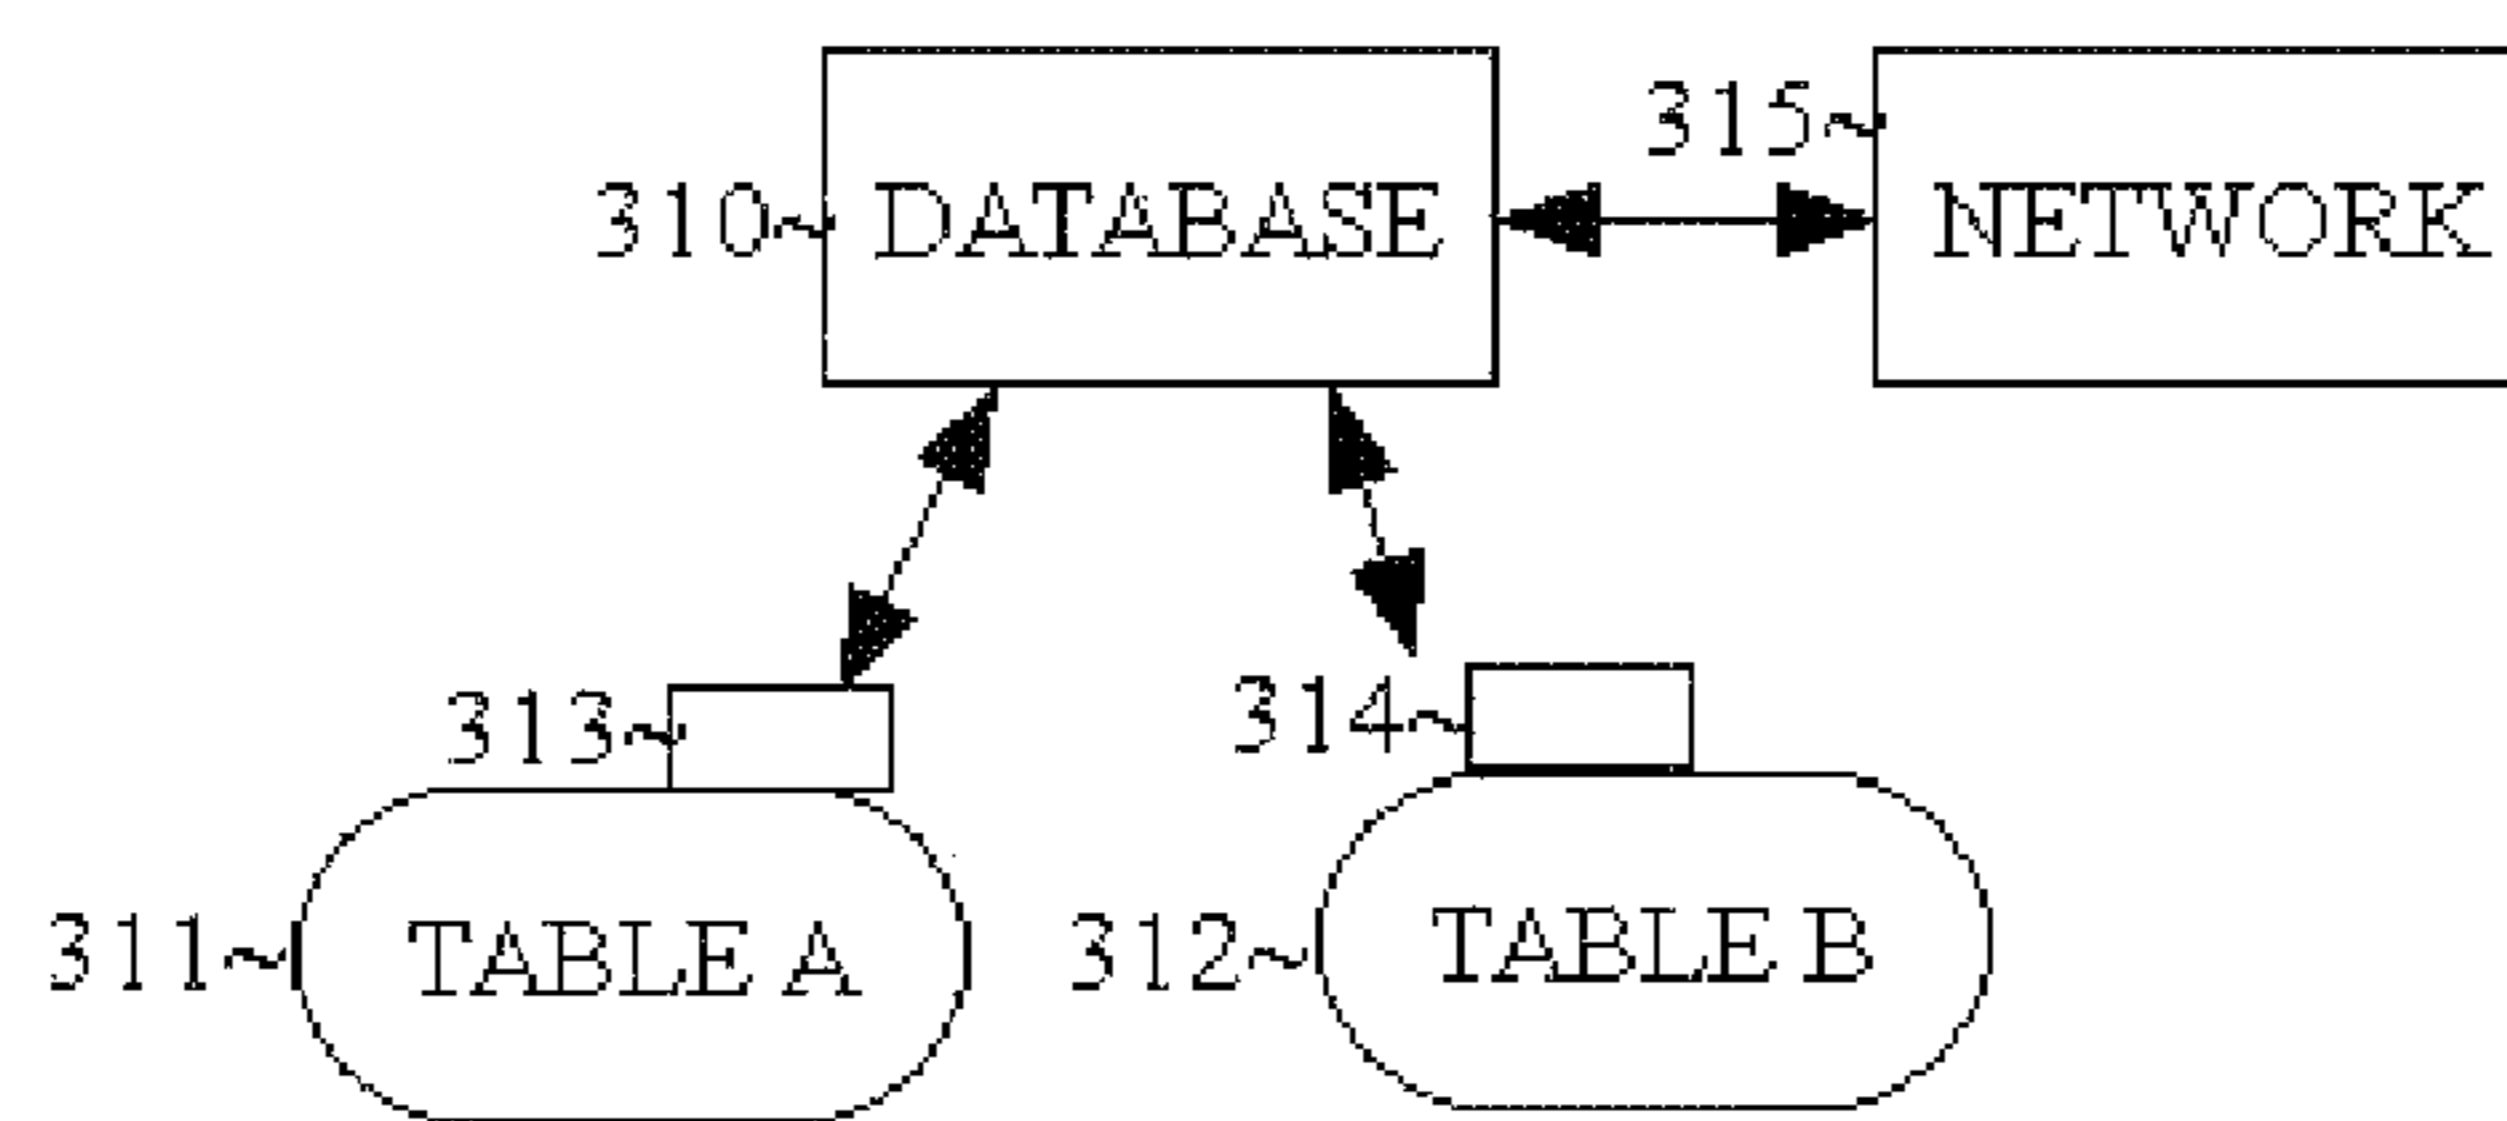 315~
310~ DATABASE NETWORK
313~ 314~
311~ TABLE A 312~ TABLE B